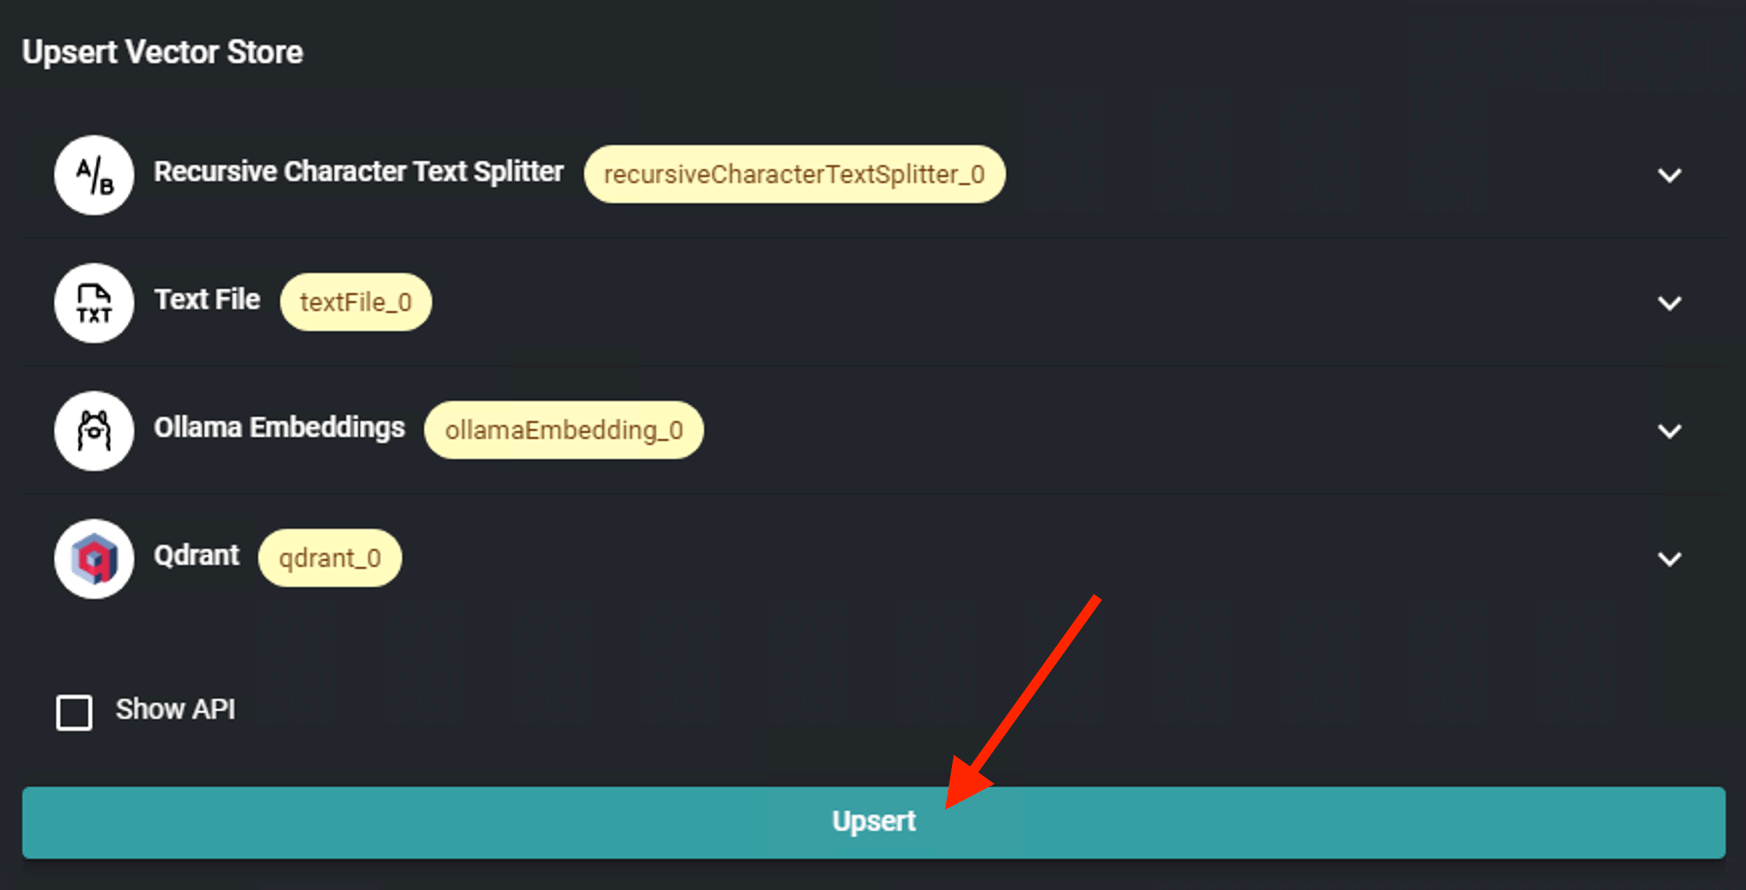 Upsert Vector Store
A/B Recursive Character Text Splitter recursiveCharacterTextSplitter_0
TXT Text File textFile_0
Ollama Embeddings ollamaEmbedding_0
Qdrant qdrant_0
Show API
Upsert